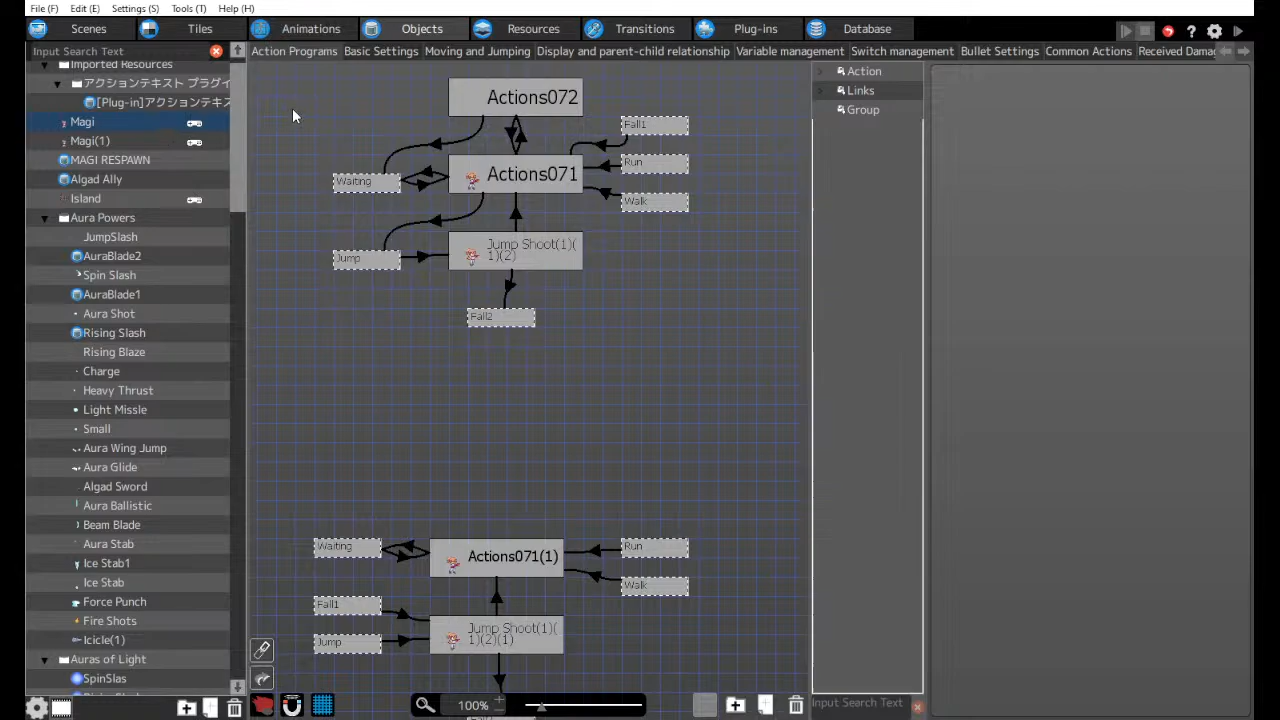 File (F) Edit (E) Settings (S) Tools (T) Help (H)
Scenes Tiles Animations Objects Resources Transitions Plug-ins Database
Input Search Text
Action Programs Basic Settings Moving and Jumping Display and parent-child relationship Variable management Switch management Bullet Settings Common Actions Received Damag
Imported Resources
アクションテキスト プラグイ
[Plug-in]アクションテキス
Magi
Magi(1)
MAGI RESPAWN
Algad Ally
Island
Aura Powers
JumpSlash
AuraBlade2
Spin Slash
AuraBlade1
Aura Shot
Rising Slash
Rising Blaze
Charge
Heavy Thrust
Light Missle
Small
Aura Wing Jump
Aura Glide
Algad Sword
Aura Ballistic
Beam Blade
Aura Stab
Ice Stab1
Ice Stab
Force Punch
Fire Shots
Icicle(1)
Auras of Light
SpinSlas
Actions072
Fall1
Run
Waiting
Actions071
Walk
Jump Shoot(1)(
1)(2)
Jump
Fall2
Waiting
Actions071(1)
Run
Walk
Fall1
Jump Shoot(1)(
1)(2)(1)
Jump
100%
Action
Links
Group
Input Search Text